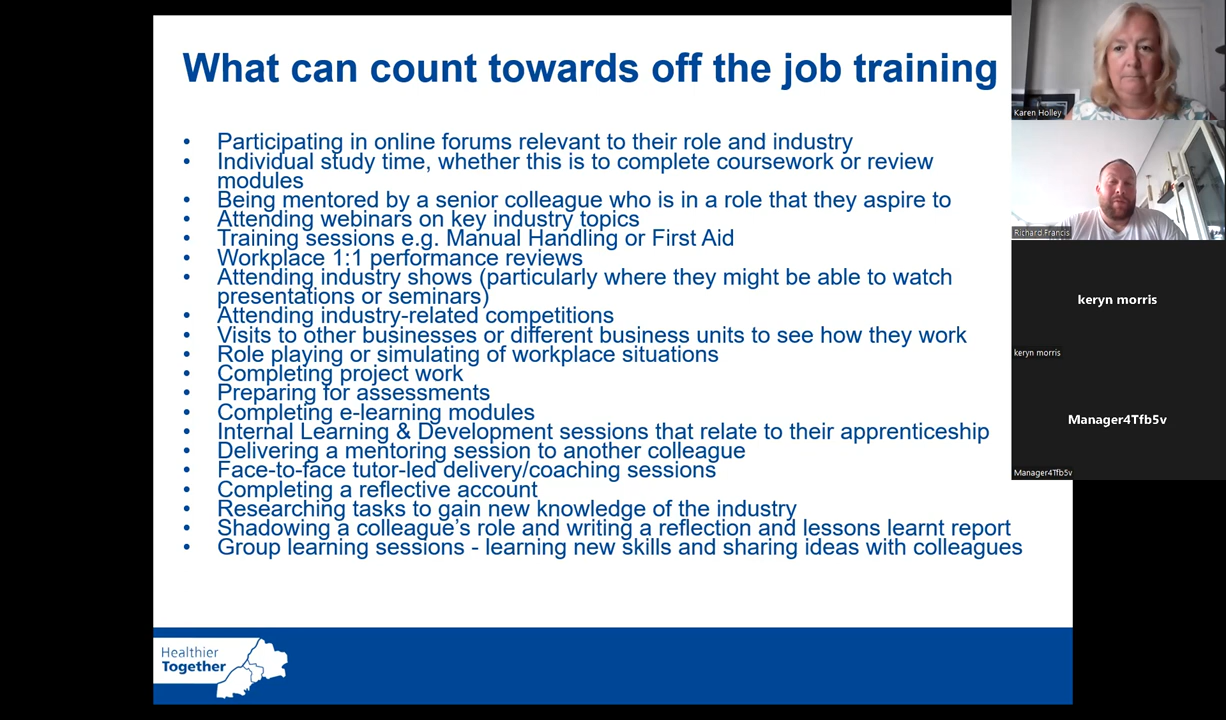 What can count towards off the job training
• Participating in online forums relevant to their role and industry
• Individual study time, whether this is to complete coursework or review
modules
• Being mentored by a senior colleague who is in a role that they aspire to
• Attending webinars on key industry topics
• Training sessions e.g. Manual Handling or First Aid
• Workplace 1:1 performance reviews
• Attending industry shows (particularly where they might be able to watch
presentations or seminars)
• Attending industry-related competitions
• Visits to other businesses or different business units to see how they work
• Role playing or simulating of workplace situations
• Completing project work
• Preparing for assessments
• Completing e-learning modules
• Internal Learning & Development sessions that relate to their apprenticeship
• Delivering a mentoring session to another colleague
• Face-to-face tutor-led delivery/coaching sessions
• Completing a reflective account
• Researching tasks to gain new knowledge of the industry
• Shadowing a colleague's role and writing a reflection and lessons learnt report
• Group learning sessions - learning new skills and sharing ideas with colleagues
Healthier
Together
Karen Holley
Richard Francis
keryn morris
keryn morris
Manager4Tfb5v
Manager4Tfb5v